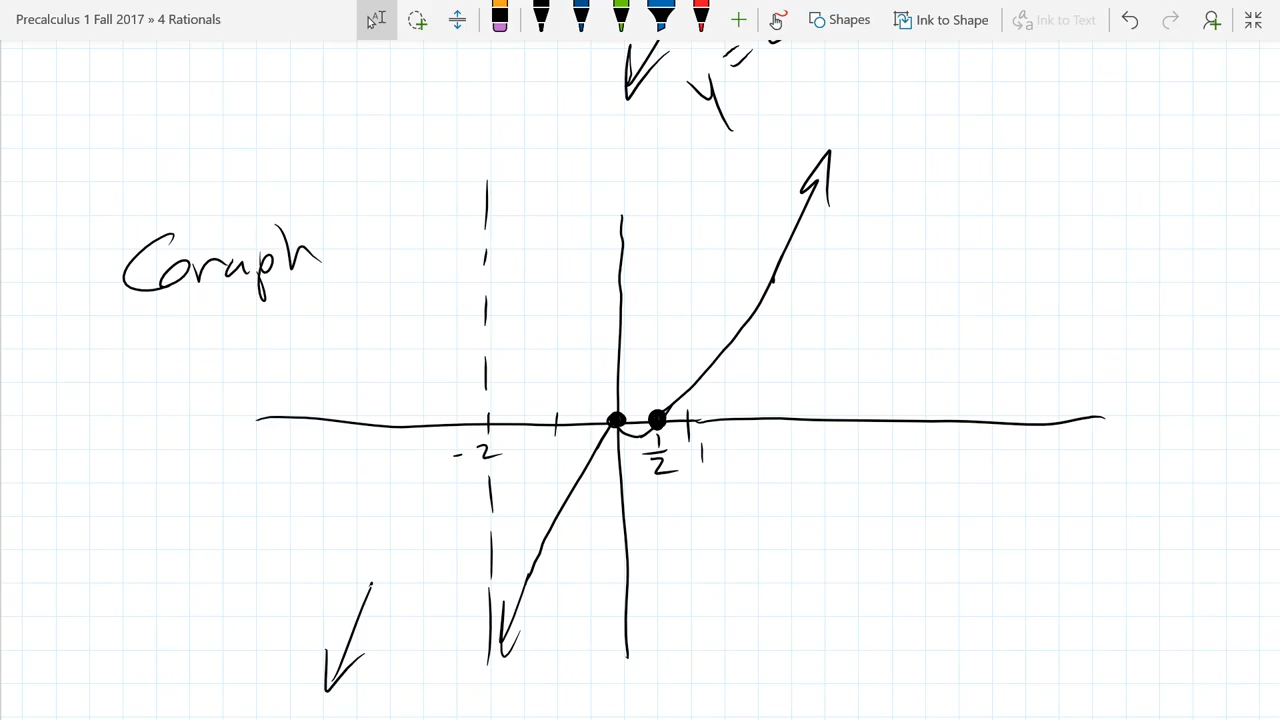 Precalculus 1 Fall 2017 » 4 Rationals
Shapes
Ink to Shape
Ink to Text
y =
Graph
-2
1/2
1